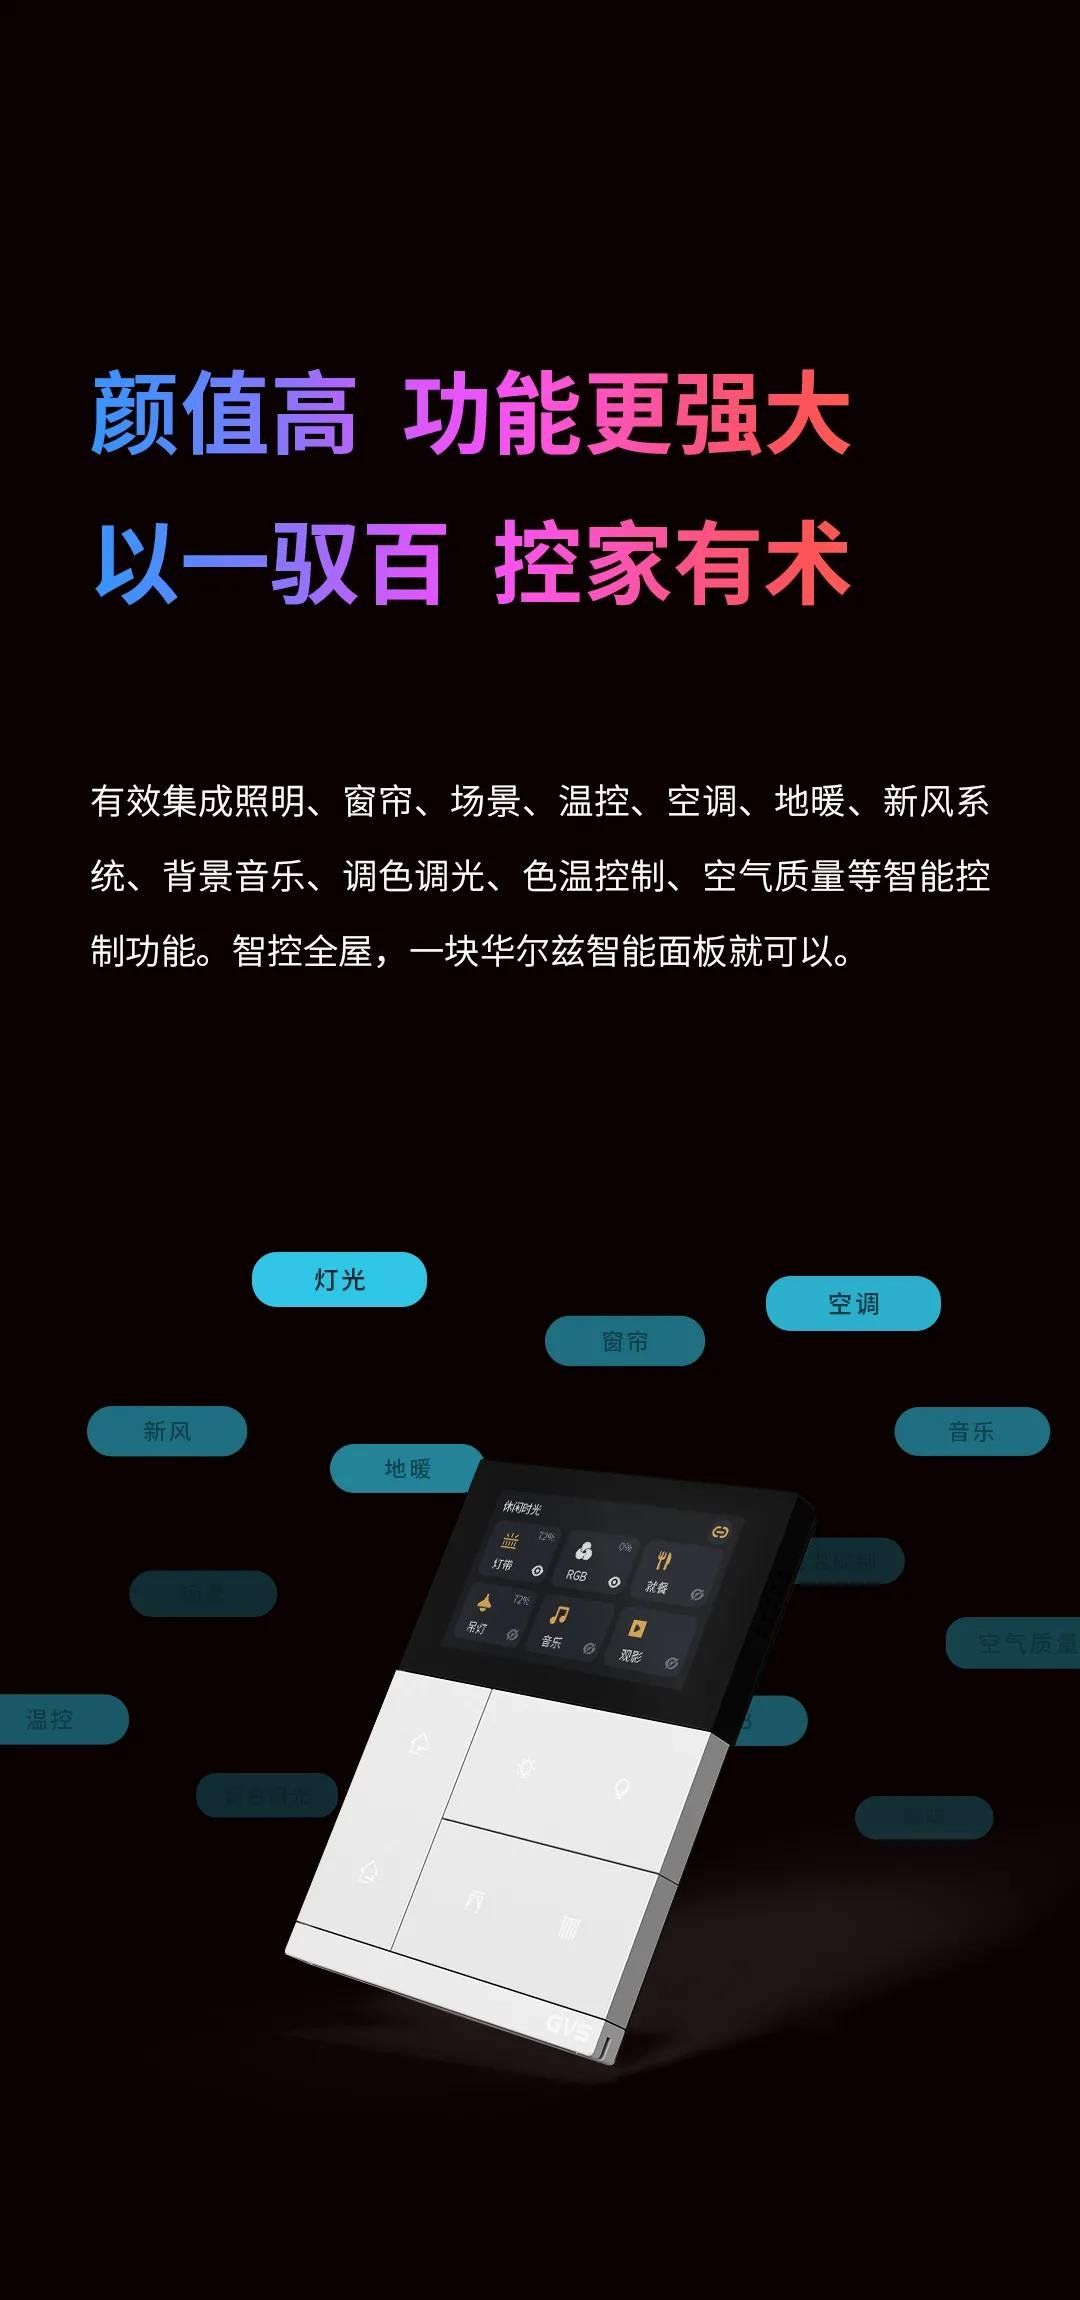 颜值高 功能更强大
以一驭百 控家有术
有效集成照明、窗帘、场景、温控、空调、地暖、新风系
统、背景音乐、调色调光、色温控制、空气质量等智能控
制功能。智控全屋，一块华尔兹智能面板就可以。
灯光
空调
窗帘
新风
音乐
地暖
休闲时光
72%
0%
灯带
RGB
就餐
72%
吊灯
音乐
观影
空气质量
温控
GVS